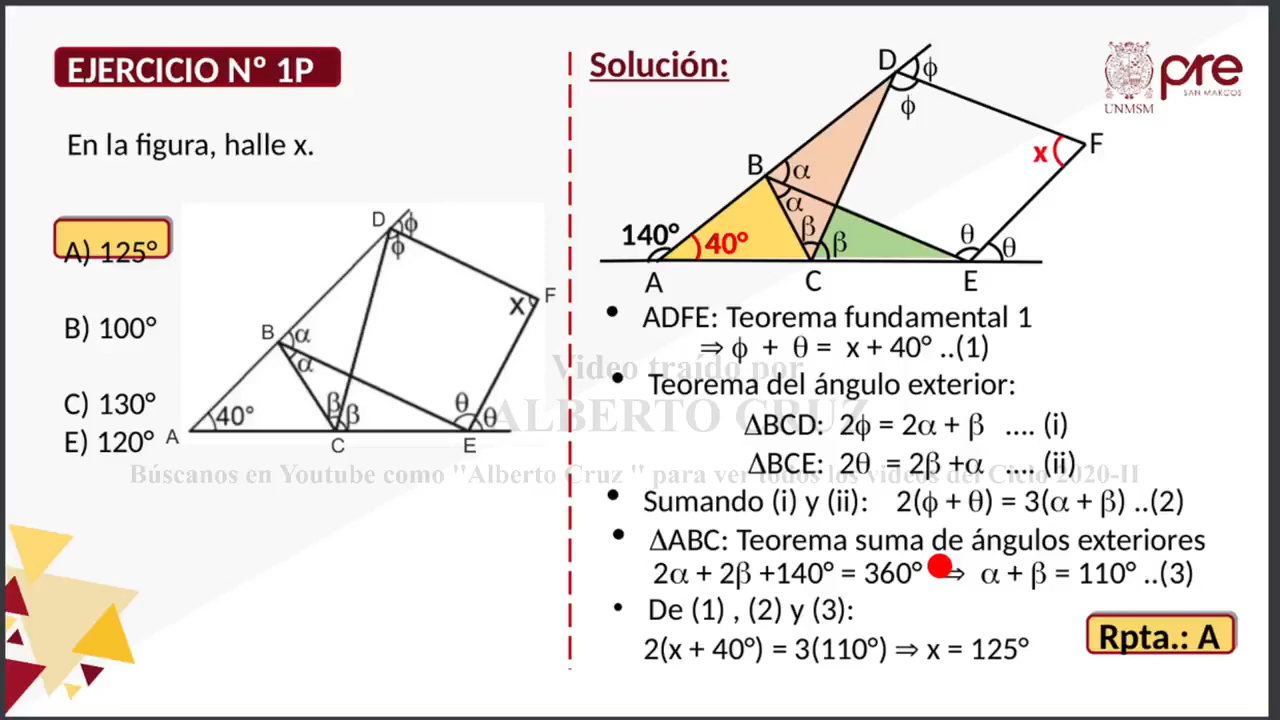 EJERCICIO Nº 1P
En la figura, halle x.
A) 125°
B) 100°
C) 130°
E) 120°
D
ϕ
ϕ
F
x
B
α
α
β
β
θ
θ
40°
A
C
E
Solución:
UNMSM
pre
SAN MARCOS
D
ϕ
ϕ
F
x
B
α
α
β
β
θ
θ
140°
40°
A
C
E
• ADFE: Teorema fundamental 1
⇒ ϕ + θ = x + 40° ..(1)
Video traído por
• Teorema del ángulo exterior:
ALBERTO CRUZ
ΔBCD: 2ϕ = 2α + β .... (i)
ΔBCE: 2θ = 2β +α .... (ii)
Búscanos en Youtube como "Alberto Cruz " para ver todos los videos del Ciclo 2020-II
• Sumando (i) y (ii): 2(ϕ + θ) = 3(α + β) ..(2)
• ΔABC: Teorema suma de ángulos exteriores
2α + 2β +140° = 360° ⇒ α + β = 110° ..(3)
• De (1) , (2) y (3):
2(x + 40°) = 3(110°) ⇒ x = 125°
Rpta.: A